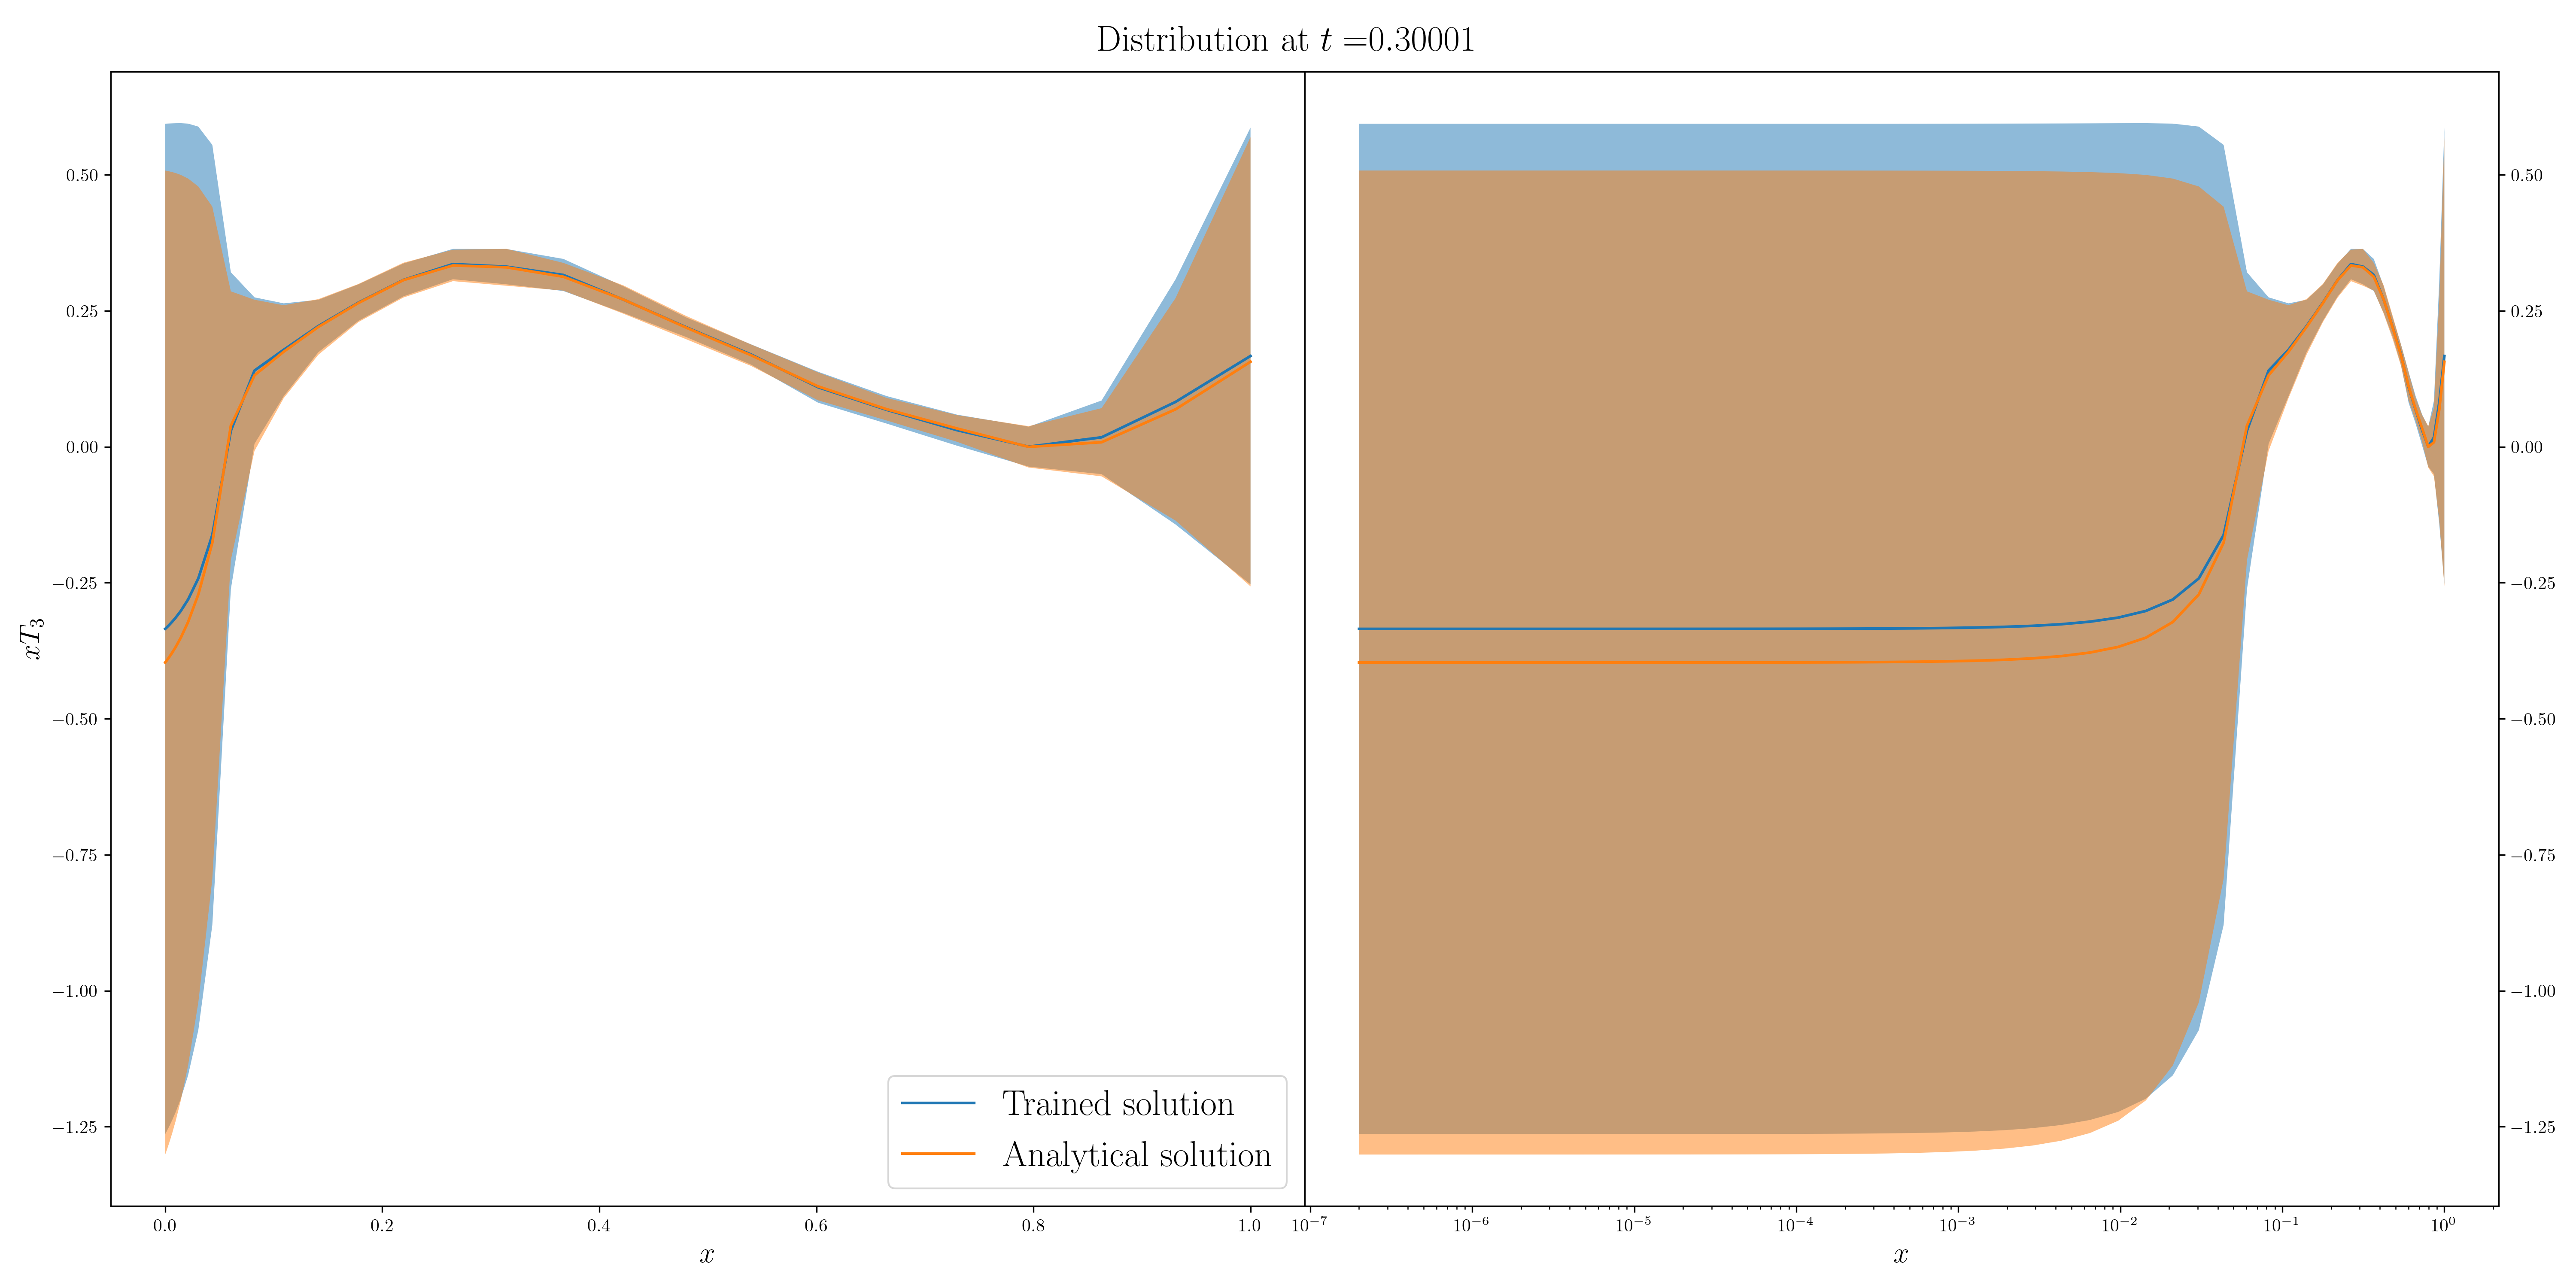 Distribution at t =0.30001
xT₃
0.50
0.25
0.00
−0.25
−0.50
−0.75
−1.00
−1.25
0.50
0.25
0.00
−0.25
−0.50
−0.75
−1.00
−1.25
Trained solution
Analytical solution
0.0 0.2 0.4 0.6 0.8 1.0
10⁻⁷ 10⁻⁶ 10⁻⁵ 10⁻⁴ 10⁻³ 10⁻² 10⁻¹ 10⁰
x
x